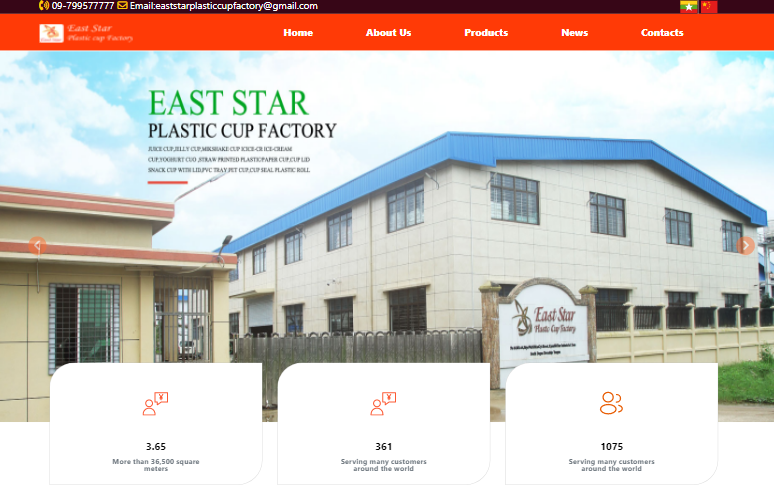 09-799577777 Email:eaststarplasticcupfactory@gmail.com
East Star
Plastic cup Factory
Home About Us Products News Contacts
EAST STAR
PLASTIC CUP FACTORY
JUICE CUP,JELLY CUP,MIKSHAKE CUP ICICE-CR ICE-CREAM
CUP,YOGHURT CUO ,STRAW PRINTED PLASTICPAPER CUP,CUP LID
SNACK CUP WITH LID,PVC TRAY,PET CUP,CUP SEAL PLASTIC ROLL
East Star
Plastic Cup Factory
¥
¥
3.65
More than 36,500 square
meters
361
Serving many customers
around the world
1075
Serving many customers
around the world